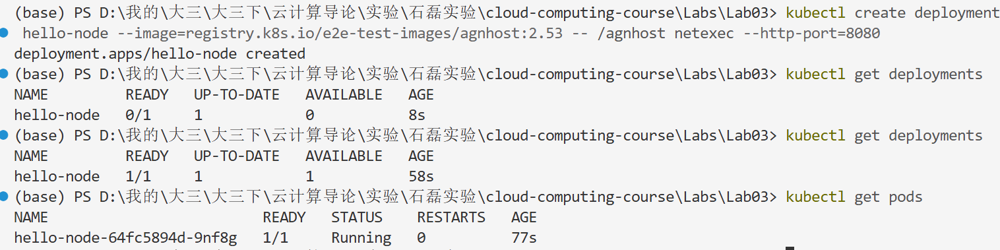 (base) PS D:\我的\大三\大三下\云计算导论\实验\石磊实验\cloud-computing-course\Labs\Lab03> kubectl create deployment
hello-node --image=registry.k8s.io/e2e-test-images/agnhost:2.53 -- /agnhost netexec --http-port=8080
deployment.apps/hello-node created
(base) PS D:\我的\大三\大三下\云计算导论\实验\石磊实验\cloud-computing-course\Labs\Lab03> kubectl get deployments
NAME READY UP-TO-DATE AVAILABLE AGE
hello-node 0/1 1 0 8s
(base) PS D:\我的\大三\大三下\云计算导论\实验\石磊实验\cloud-computing-course\Labs\Lab03> kubectl get deployments
NAME READY UP-TO-DATE AVAILABLE AGE
hello-node 1/1 1 1 58s
(base) PS D:\我的\大三\大三下\云计算导论\实验\石磊实验\cloud-computing-course\Labs\Lab03> kubectl get pods
NAME READY STATUS RESTARTS AGE
hello-node-64fc5894d-9nf8g 1/1 Running 0 77s